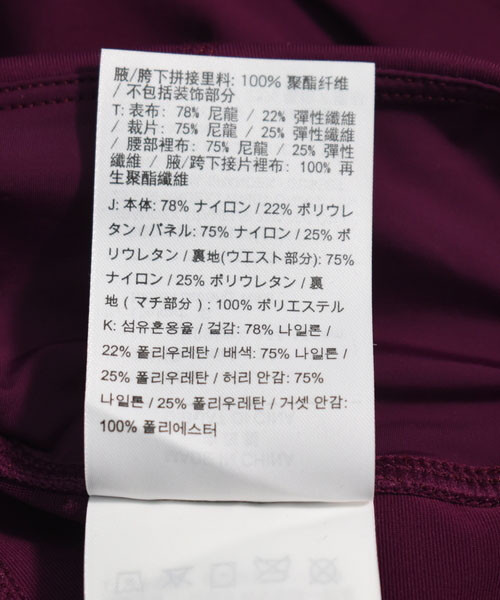 腋/胯下拼接里料: 100% 聚酯纤维
/ 不包括装饰部分
T: 表布: 78% 尼龍 / 22% 彈性纖維
/ 裁片: 75% 尼龍 / 25% 彈性纖維
/ 腰部裡布: 75% 尼龍 / 25% 彈性
纖維 / 腋/跨下接片裡布: 100% 再
生聚酯纖維
J: 本体: 78% ナイロン / 22% ポリウレ
タン / パネル: 75% ナイロン / 25% ポ
リウレタン / 裏地(ウエスト部分): 75%
ナイロン / 25% ポリウレタン / 裏
地 ( マチ部分 ) : 100% ポリエステル
K: 섬유혼용율 / 겉감: 78% 나일론 /
22% 폴리우레탄 / 배색: 75% 나일론 /
25% 폴리우레탄 / 허리 안감: 75%
나일론 / 25% 폴리우레탄 / 거셋 안감:
100% 폴리에스터